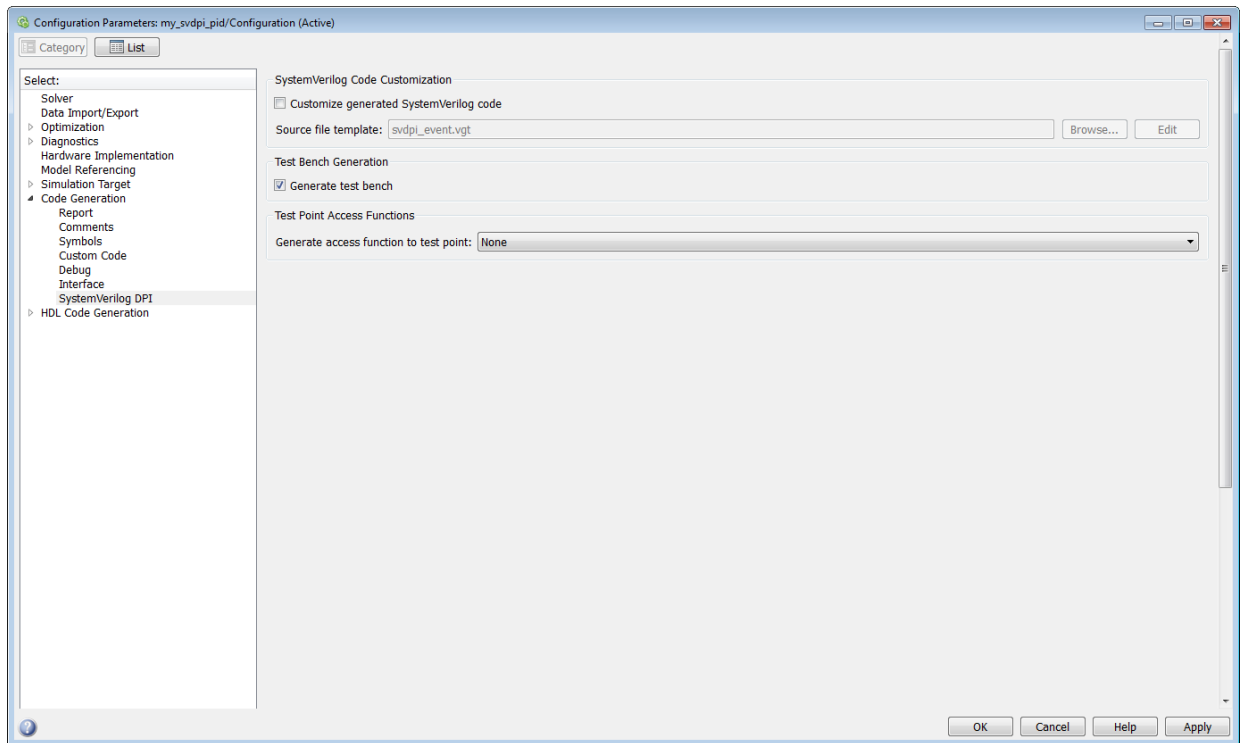 Configuration Parameters: my_svdpi_pid/Configuration (Active)
Category List
Select:
Solver
Data Import/Export
Optimization
Diagnostics
Hardware Implementation
Model Referencing
Simulation Target
Code Generation
Report
Comments
Symbols
Custom Code
Debug
Interface
SystemVerilog DPI
HDL Code Generation
SystemVerilog Code Customization
Customize generated SystemVerilog code
Source file template: svdpi_event.vgt Browse... Edit
Test Bench Generation
Generate test bench
Test Point Access Functions
Generate access function to test point: None
OK Cancel Help Apply